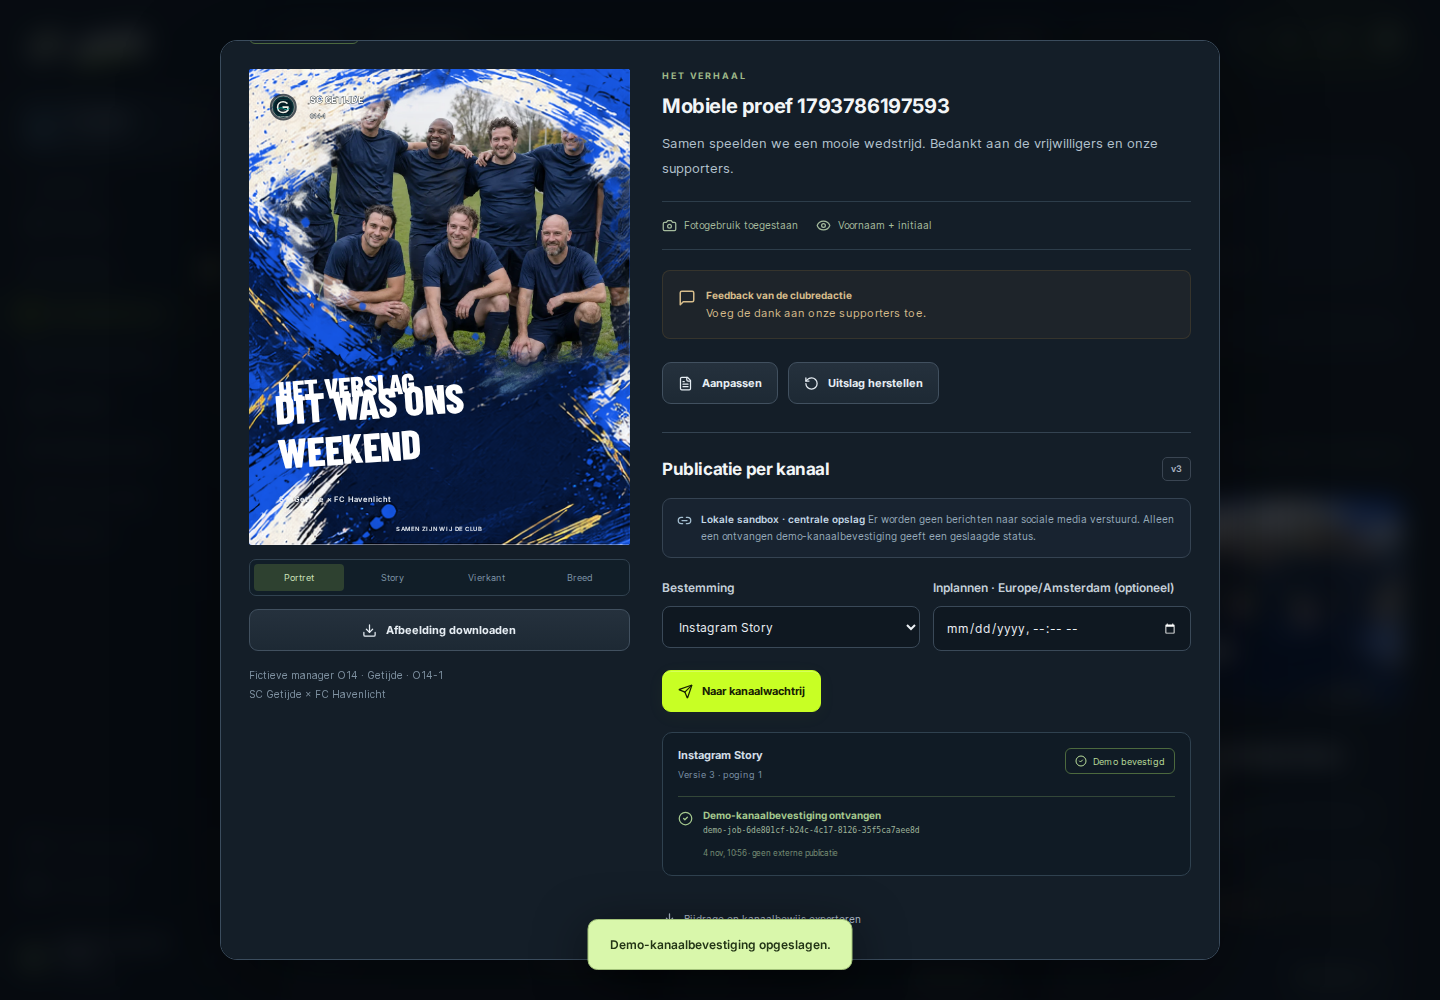 SC GETIJDE
O14-1
HET VERSLAG
DIT WAS ONS
WEEKEND
SC Getijde × FC Havenlicht
SAMEN ZIJN WIJ DE CLUB
Portret
Story
Vierkant
Breed
Afbeelding downloaden
Fictieve manager O14 · Getijde · O14-1
SC Getijde × FC Havenlicht
HET VERHAAL
Mobiele proef 1793786197593
Samen speelden we een mooie wedstrijd. Bedankt aan de vrijwilligers en onze
supporters.
Fotogebruik toegestaan
Voornaam + initiaal
Feedback van de clubredactie
Voeg de dank aan onze supporters toe.
Aanpassen
Uitslag herstellen
Publicatie per kanaal
v3
Lokale sandbox · centrale opslag Er worden geen berichten naar sociale media verstuurd. Alleen
een ontvangen demo-kanaalbevestiging geeft een geslaagde status.
Bestemming
Inplannen · Europe/Amsterdam (optioneel)
Instagram Story
mm/dd/yyyy, --:-- --
Naar kanaalwachtrij
Instagram Story
Demo bevestigd
Versie 3 · poging 1
Demo-kanaalbevestiging ontvangen
demo-job-6de801cf-b24c-4c17-8126-35f5ca7aee8d
4 nov, 10:56 · geen externe publicatie
Bijdrage en kanaalbewijs exporteren
Demo-kanaalbevestiging opgeslagen.